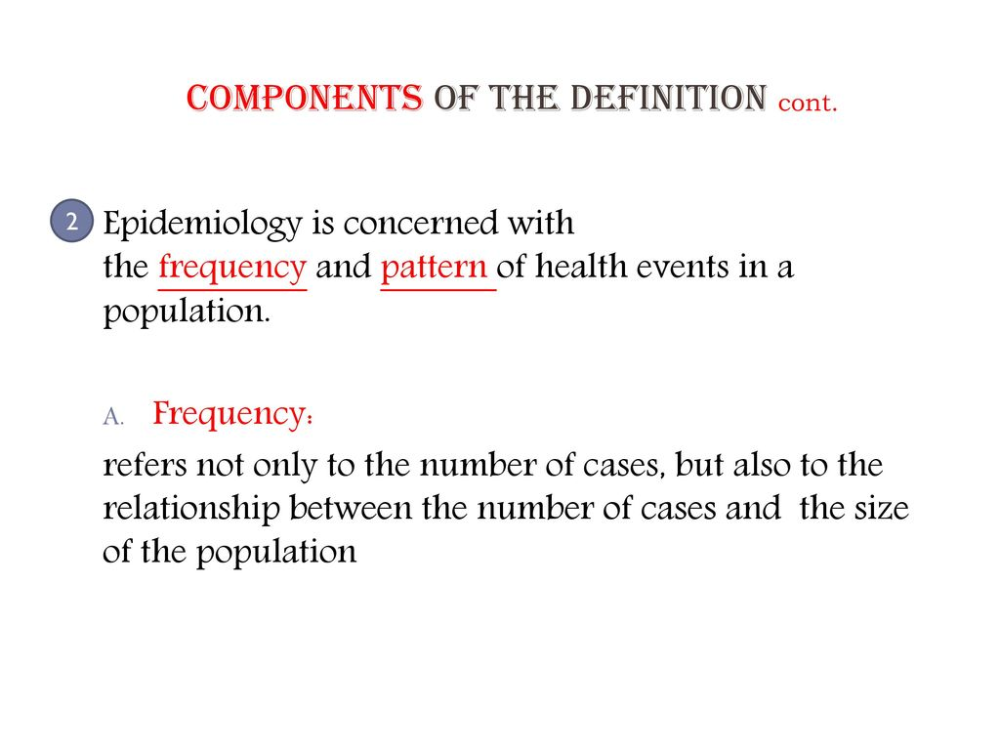 COMPONENTS OF THE DEFINITION cont.
2 Epidemiology is concerned with
the frequency and pattern of health events in a
population.
A. Frequency:
refers not only to the number of cases, but also to the
relationship between the number of cases and the size
of the population